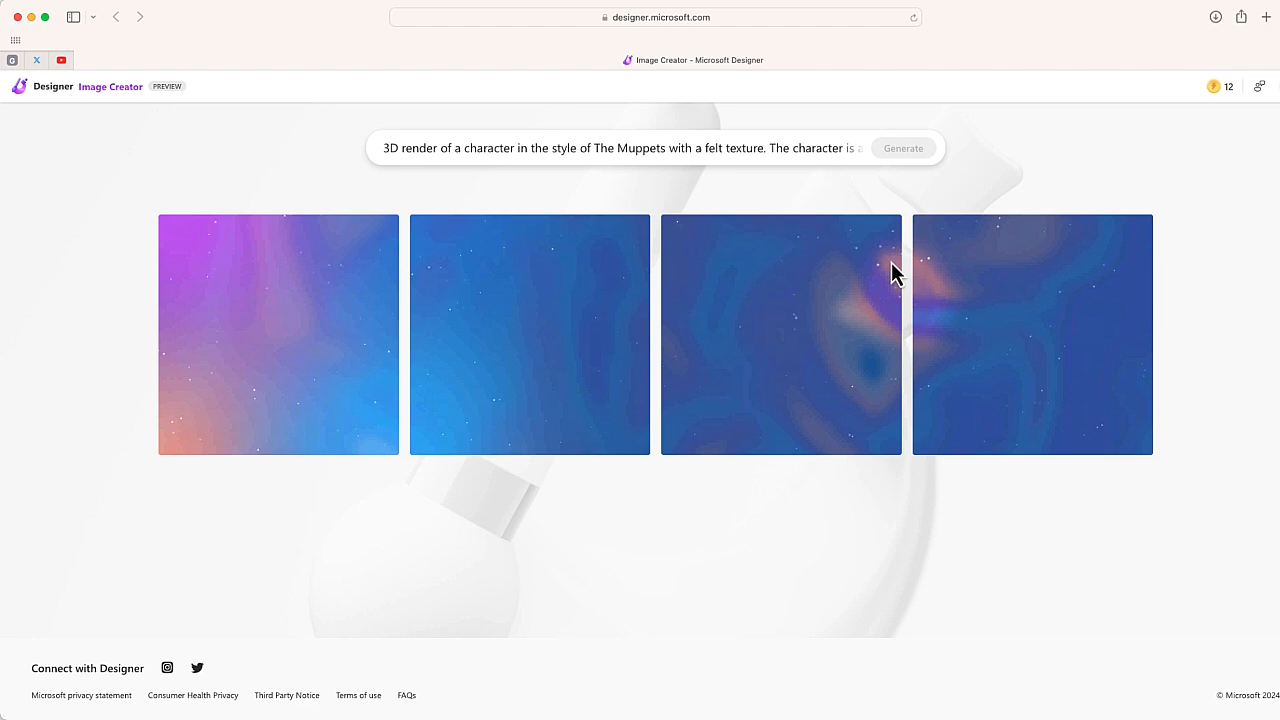 designer.microsoft.com
Image Creator – Microsoft Designer
Designer Image Creator PREVIEW
12
3D render of a character in the style of The Muppets with a felt texture. The character is a
Generate
Connect with Designer
Microsoft privacy statement Consumer Health Privacy Third Party Notice Terms of use FAQs
© Microsoft 2024